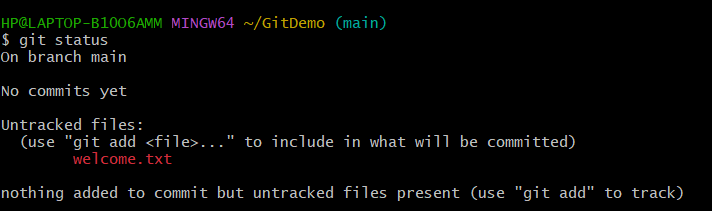 HP@LAPTOP-B1OO6AMM MINGW64 ~/GitDemo (main)
$ git status
On branch main
No commits yet
Untracked files:
  (use "git add <file>..." to include in what will be committed)
        welcome.txt
nothing added to commit but untracked files present (use "git add" to track)